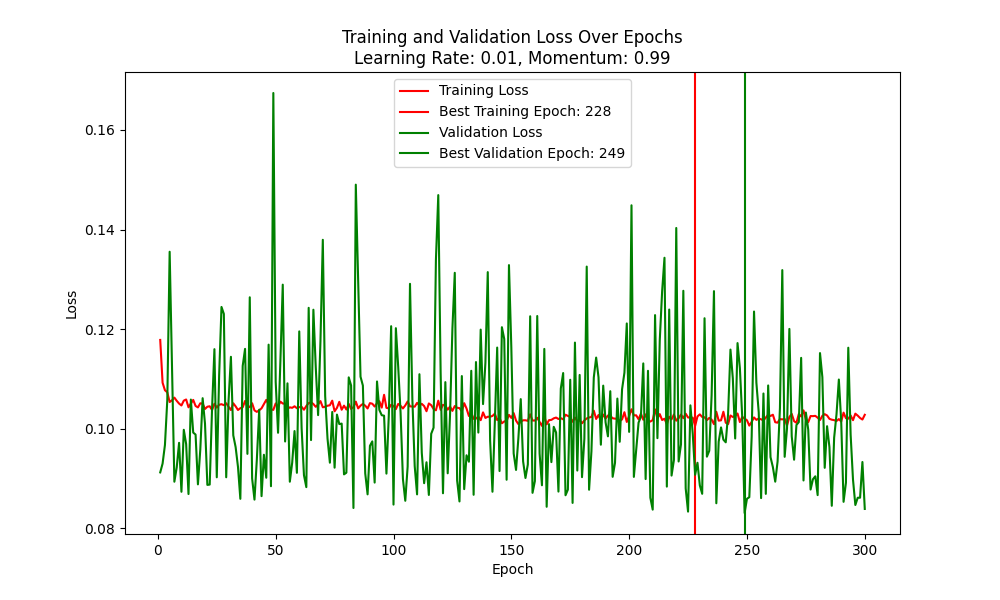 Training and Validation Loss Over Epochs
Learning Rate: 0.01, Momentum: 0.99
Training Loss
Best Training Epoch: 228
Validation Loss
Best Validation Epoch: 249
Loss
0.16
0.14
0.12
0.10
0.08
0
50
100
150
200
250
300
Epoch